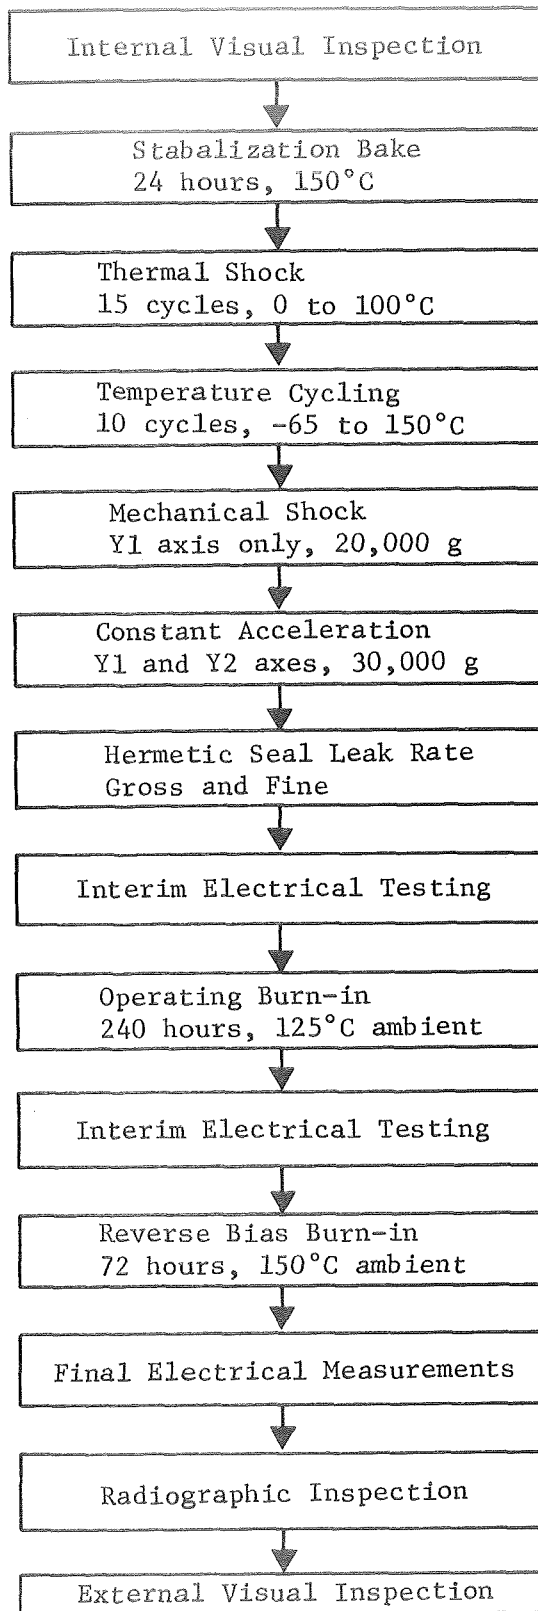 Internal Visual Inspection
Stabalization Bake
24 hours, 150°C
Thermal Shock
15 cycles, 0 to 100°C
Temperature Cycling
10 cycles, -65 to 150°C
Mechanical Shock
Y1 axis only, 20,000 g
Constant Acceleration
Y1 and Y2 axes, 30,000 g
Hermetic Seal Leak Rate
Gross and Fine
Interim Electrical Testing
Operating Burn-in
240 hours, 125°C ambient
Interim Electrical Testing
Reverse Bias Burn-in
72 hours, 150°C ambient
Final Electrical Measurements
Radiographic Inspection
External Visual Inspection